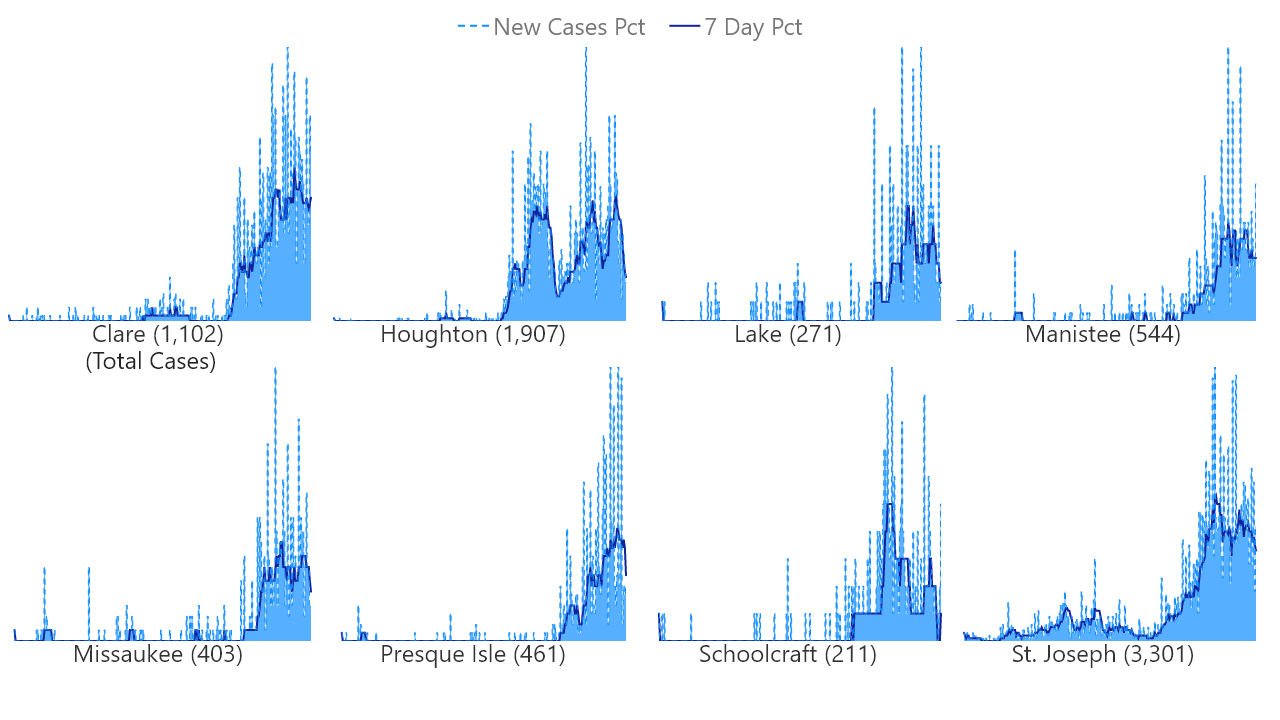 New Cases Pct 7 Day Pct
Clare (1,102) Houghton (1,907) Lake (271) Manistee (544)
(Total Cases)
Missaukee (403) Presque Isle (461) Schoolcraft (211) St. Joseph (3,301)